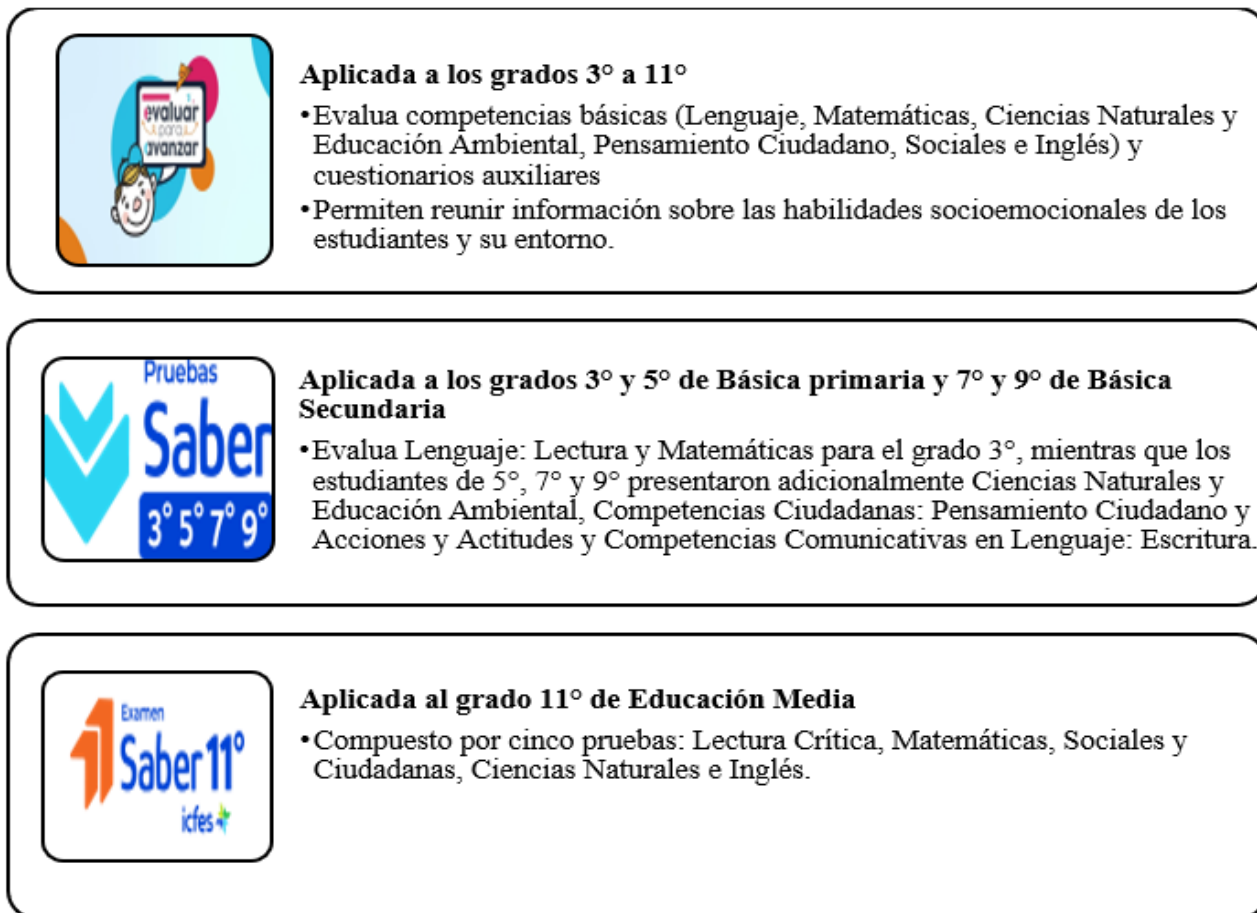 evaluar
para
avanzar
Aplicada a los grados 3° a 11°
•Evalua competencias básicas (Lenguaje, Matemáticas, Ciencias Naturales y
Educación Ambiental, Pensamiento Ciudadano, Sociales e Inglés) y
cuestionarios auxiliares
•Permiten reunir información sobre las habilidades socioemocionales de los
estudiantes y su entorno.
Pruebas
Saber
3° 5° 7° 9°
Aplicada a los grados 3° y 5° de Básica primaria y 7° y 9° de Básica
Secundaria
•Evalua Lenguaje: Lectura y Matemáticas para el grado 3°, mientras que los
estudiantes de 5°, 7° y 9° presentaron adicionalmente Ciencias Naturales y
Educación Ambiental, Competencias Ciudadanas: Pensamiento Ciudadano y
Acciones y Actitudes y Competencias Comunicativas en Lenguaje: Escritura.
Examen
Saber 11°
icfes
Aplicada al grado 11° de Educación Media
•Compuesto por cinco pruebas: Lectura Crítica, Matemáticas, Sociales y
Ciudadanas, Ciencias Naturales e Inglés.